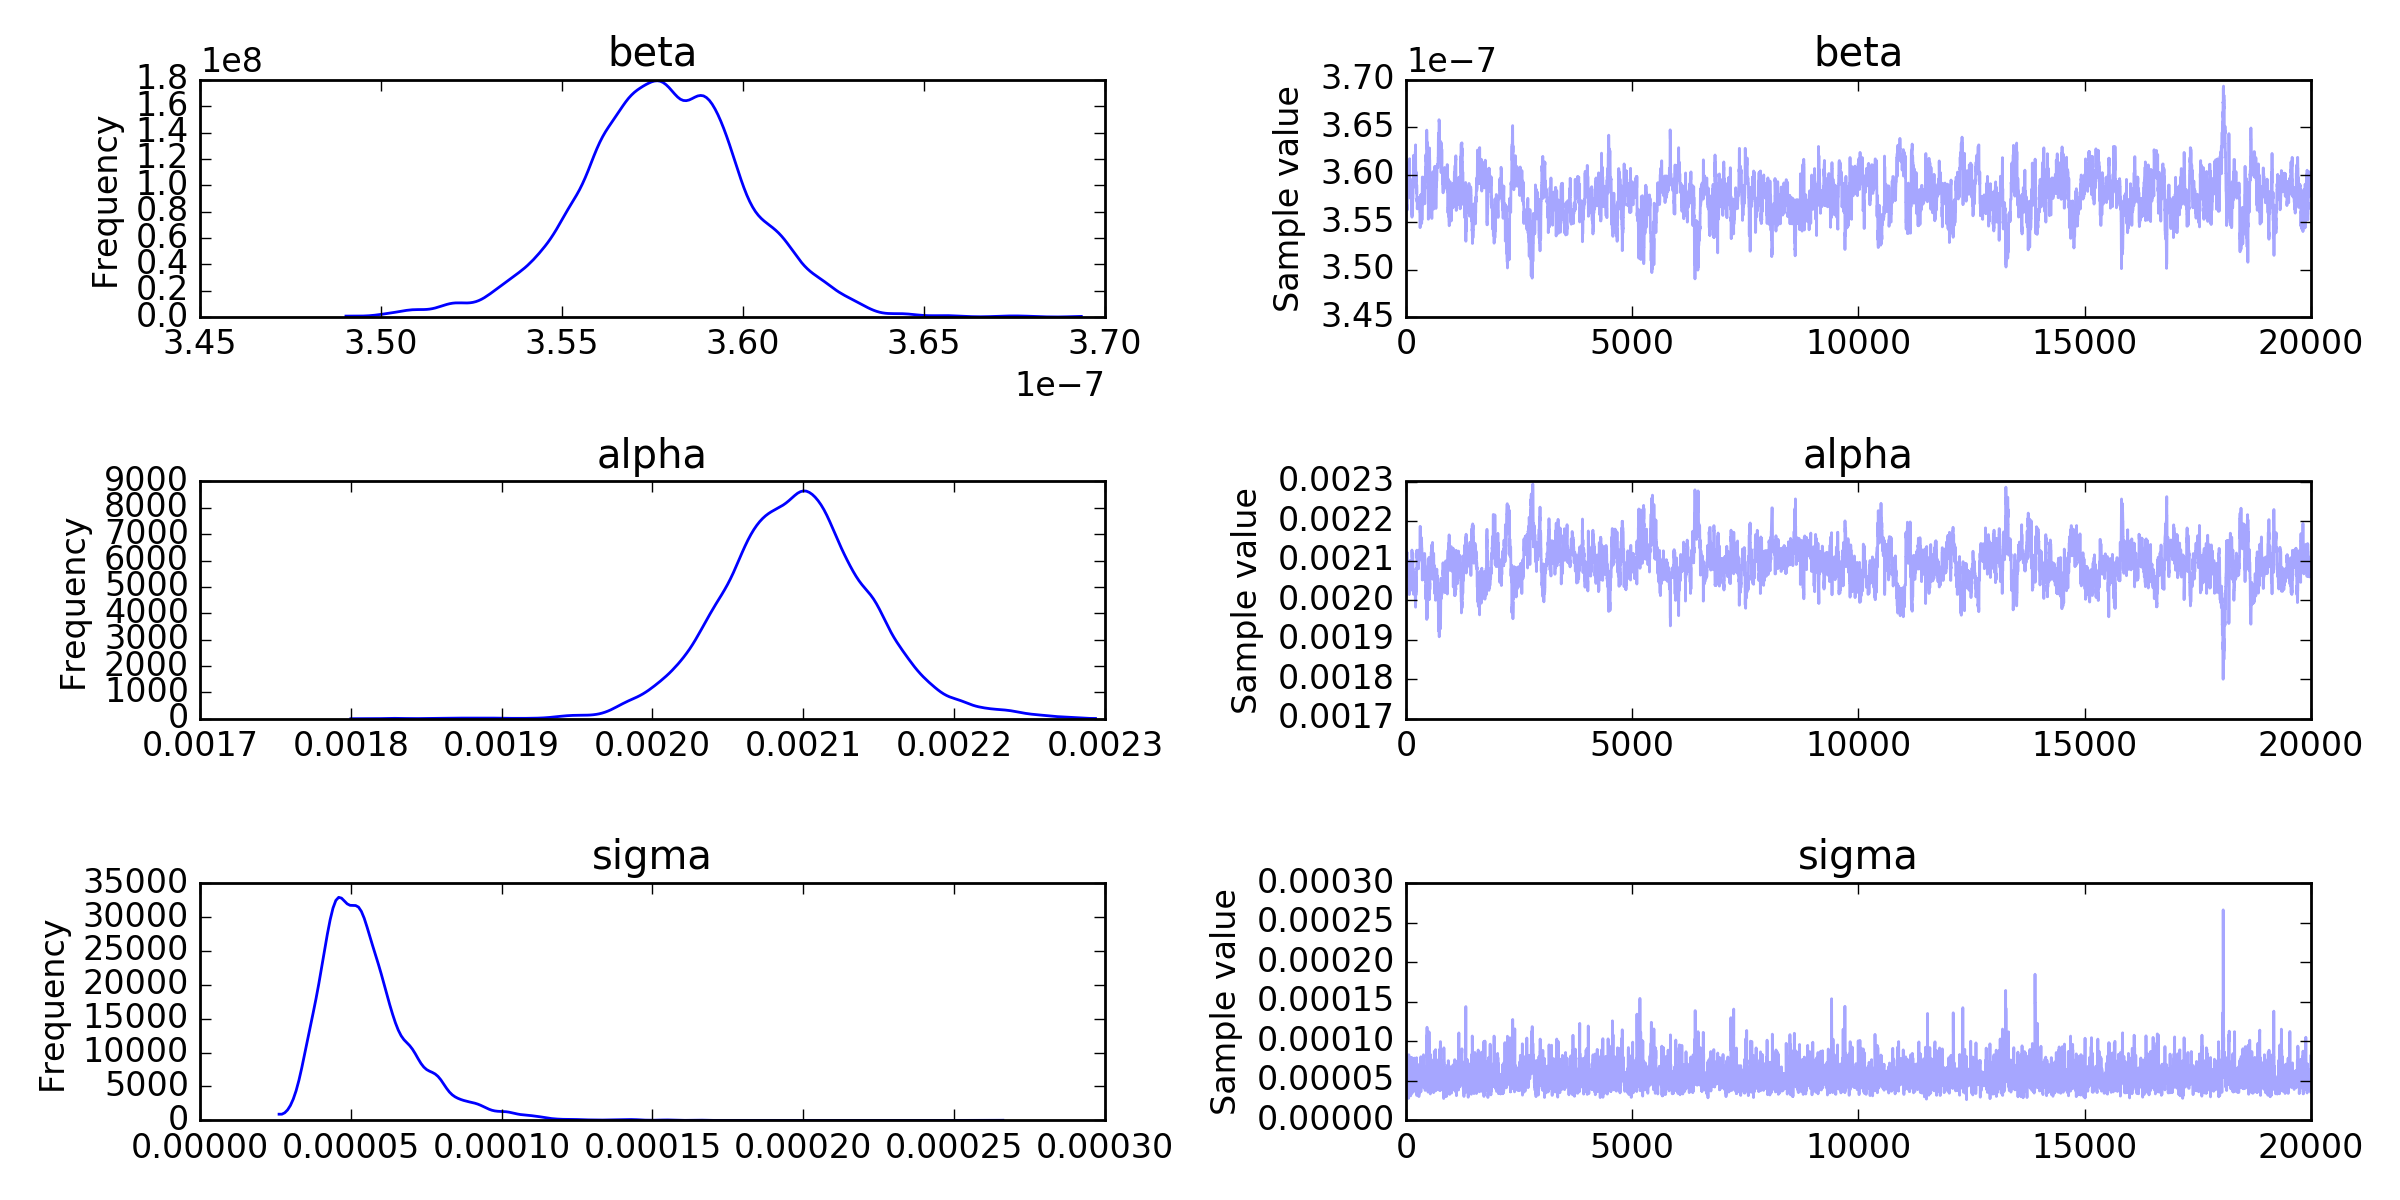 beta
1e8
1.8
1.6
1.4
1.2
1.0
0.8
0.6
0.4
0.2
0.0
Frequency
3.45 3.50 3.55 3.60 3.65 3.70
1e−7
beta
1e−7
3.70
3.65
3.60
3.55
3.50
3.45
Sample value
0 5000 10000 15000 20000
alpha
9000
8000
7000
6000
5000
4000
3000
2000
1000
0
Frequency
0.0017 0.0018 0.0019 0.0020 0.0021 0.0022 0.0023
alpha
0.0023
0.0022
0.0021
0.0020
0.0019
0.0018
0.0017
Sample value
0 5000 10000 15000 20000
sigma
35000
30000
25000
20000
15000
10000
5000
0
Frequency
0.00000 0.00005 0.00010 0.00015 0.00020 0.00025 0.00030
sigma
0.00030
0.00025
0.00020
0.00015
0.00010
0.00005
0.00000
Sample value
0 5000 10000 15000 20000